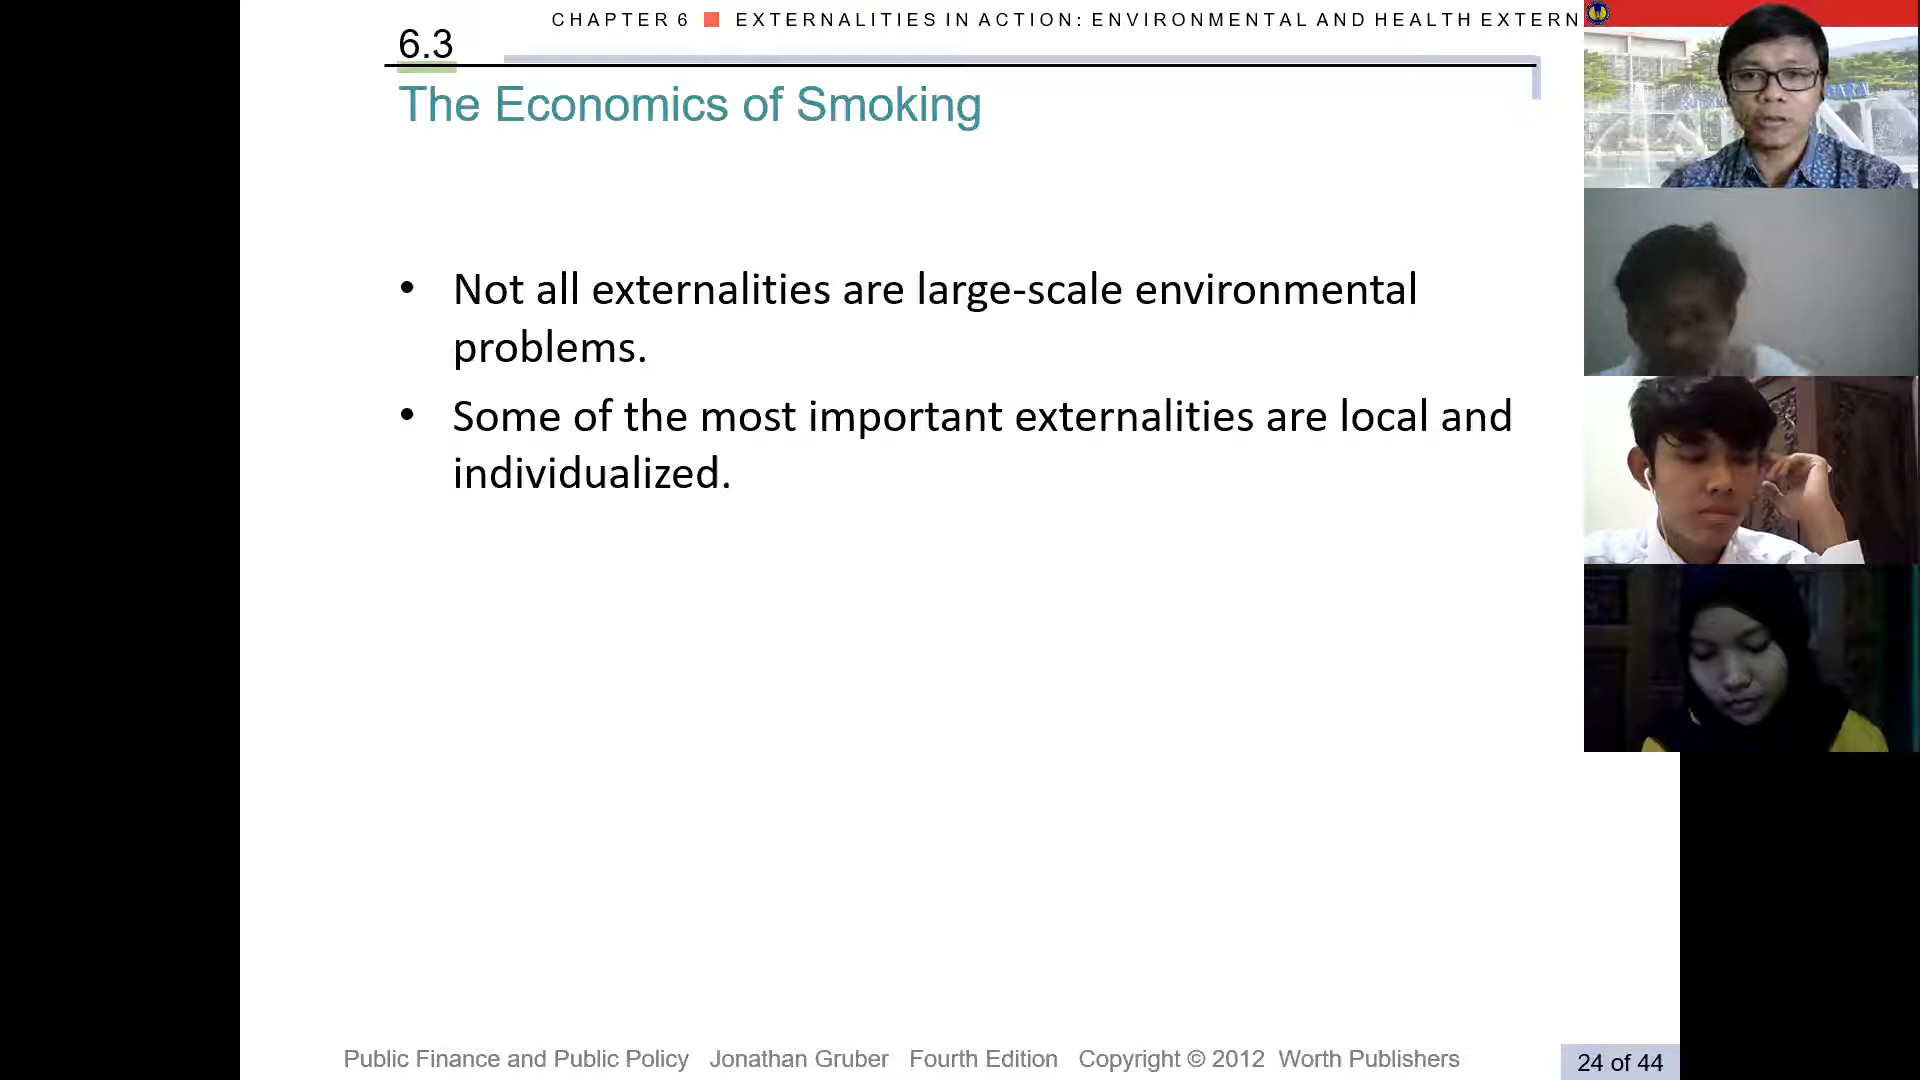 CHAPTER 6 ■ EXTERNALITIES IN ACTION: ENVIRONMENTAL AND HEALTH EXTERN
6.3
The Economics of Smoking
• Not all externalities are large-scale environmental
problems.
• Some of the most important externalities are local and
individualized.
Public Finance and Public Policy Jonathan Gruber Fourth Edition Copyright © 2012 Worth Publishers
24 of 44